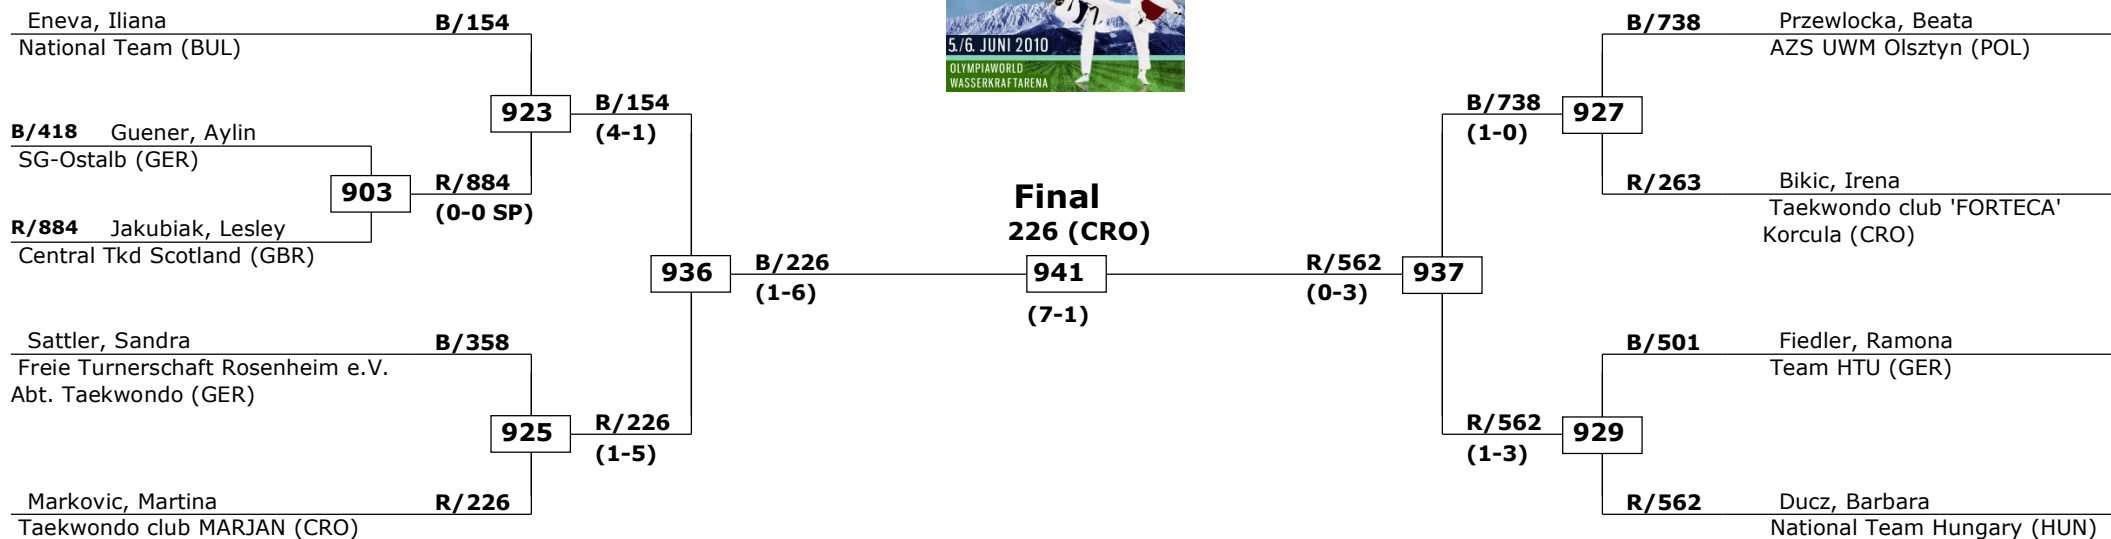 Eneva, Iliana
B/154
National Team (BUL)
B/418 Guener, Aylin
SG-Ostalb (GER)
903
R/884 Jakubiak, Lesley
Central Tkd Scotland (GBR)
923
R/884
(0-0 SP)
B/154
(4-1)
Sattler, Sandra
B/358
Freie Turnerschaft Rosenheim e.V.
Abt. Taekwondo (GER)
925
Markovic, Martina
R/226
Taekwondo club MARJAN (CRO)
R/226
(1-5)
936
B/226
(1-6)
5./6. JUNI 2010
OLYMPIAWORLD
WASSERKRAFTARENA
Final
226 (CRO)
941
(7-1)
R/562
(0-3)
937
B/738
(1-0)
927
B/738 Przewlocka, Beata
AZS UWM Olsztyn (POL)
R/263 Bikic, Irena
Taekwondo club 'FORTECA'
Korcula (CRO)
R/562
(1-3)
929
B/501 Fiedler, Ramona
Team HTU (GER)
R/562 Ducz, Barbara
National Team Hungary (HUN)